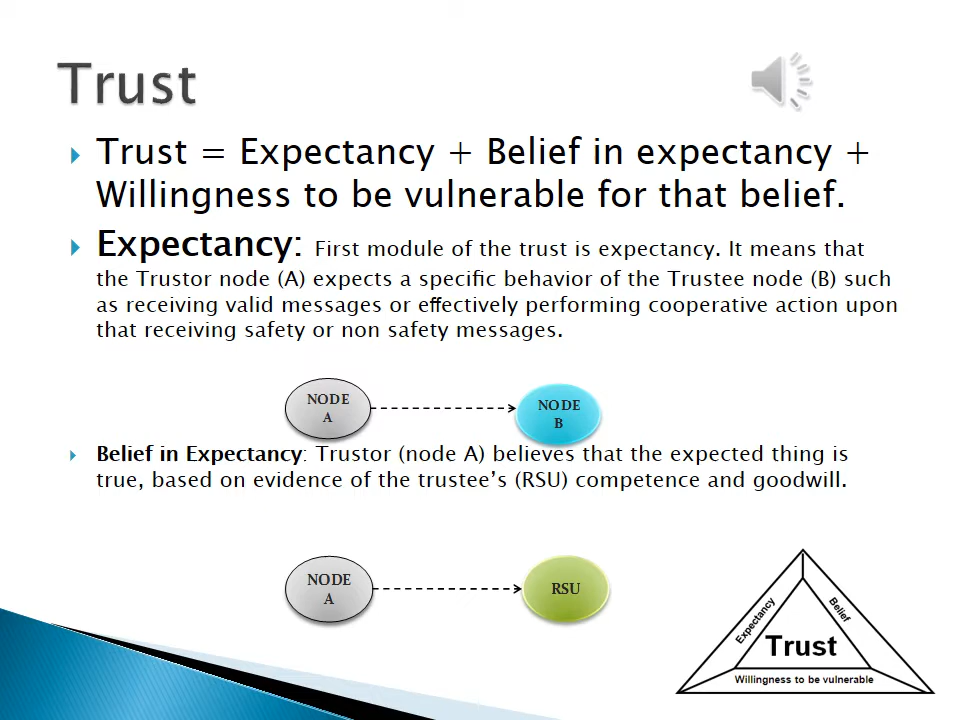 Trust
Trust = Expectancy + Belief in expectancy +
Willingness to be vulnerable for that belief.
Expectancy: First module of the trust is expectancy. It means that
the Trustor node (A) expects a specific behavior of the Trustee node (B) such
as receiving valid messages or effectively performing cooperative action upon
that receiving safety or non safety messages.
NODE
A
NODE
B
Belief in Expectancy: Trustor (node A) believes that the expected thing is
true, based on evidence of the trustee’s (RSU) competence and goodwill.
NODE
A
RSU
Expectancy
Belief
Trust
Willingness to be vulnerable